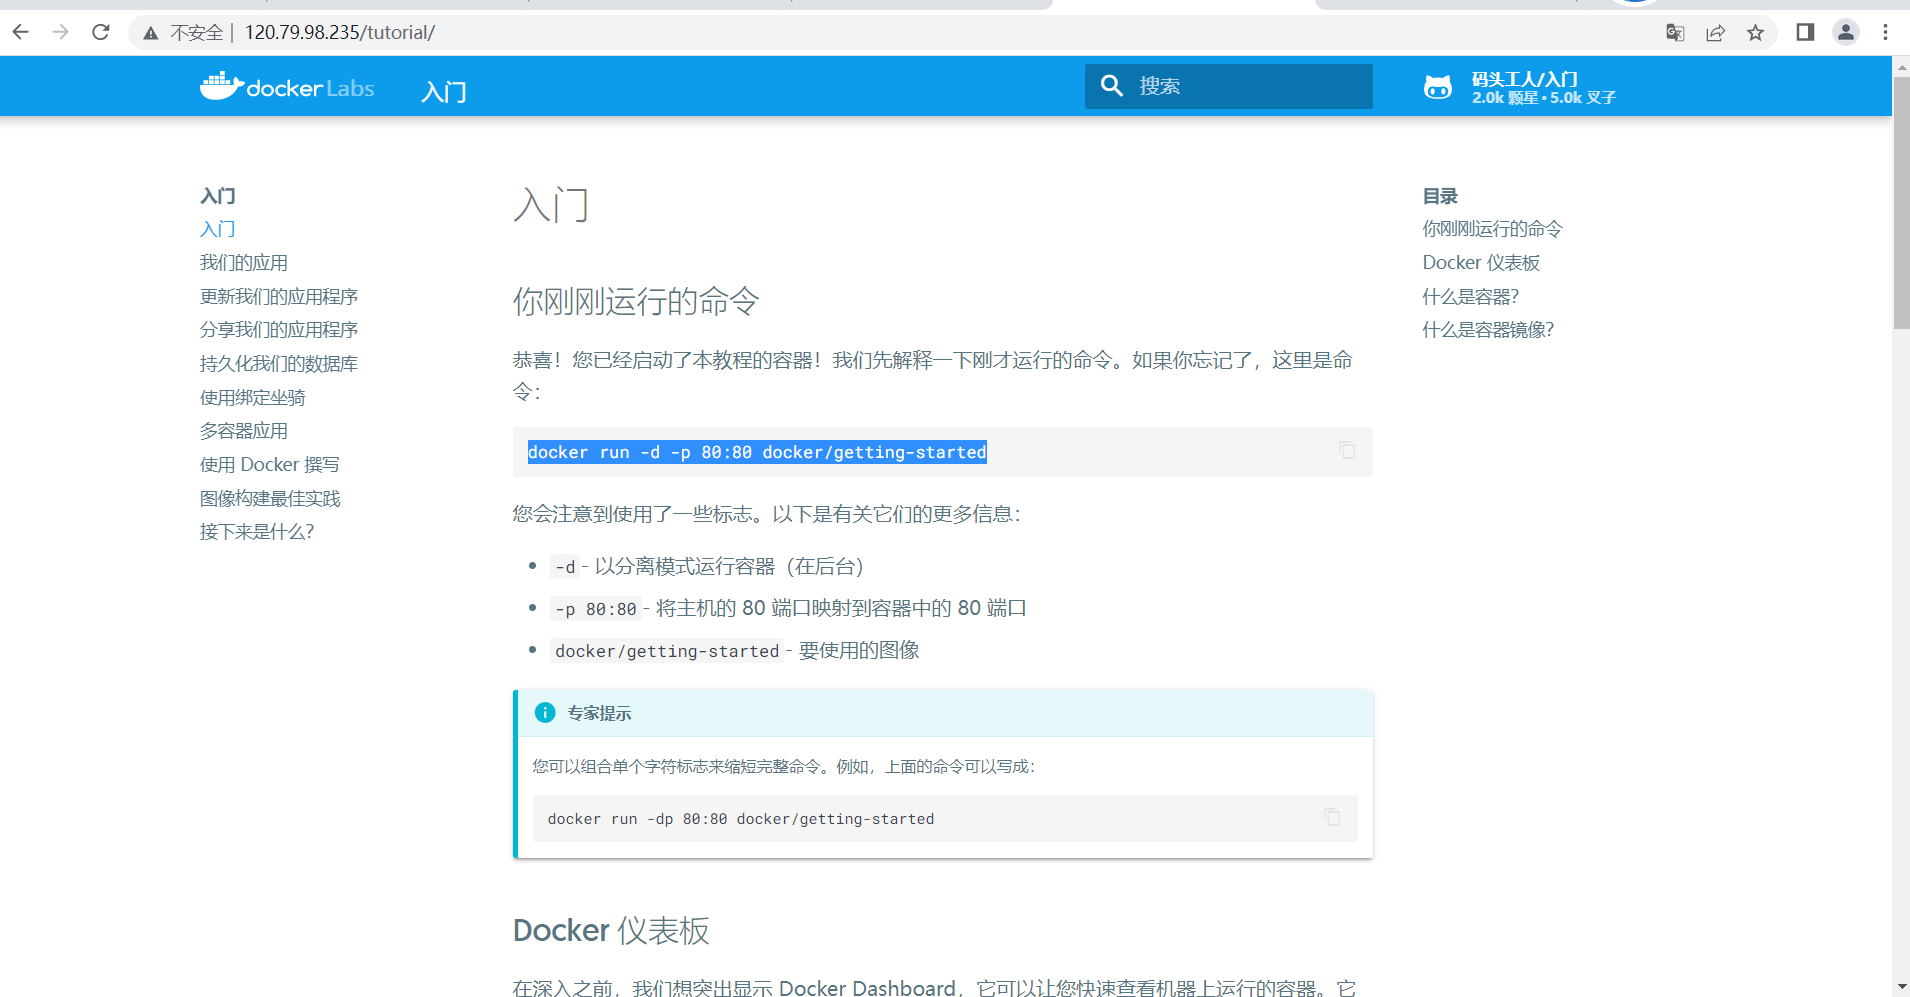 不安全 | 120.79.98.235/tutorial/
docker Labs
入门
搜索
码头工人/入门
2.0k 颗星 • 5.0k 叉子
入门
入门
我们的应用
更新我们的应用程序
分享我们的应用程序
持久化我们的数据库
使用绑定坐骑
多容器应用
使用 Docker 撰写
图像构建最佳实践
接下来是什么？
入门
你刚刚运行的命令
恭喜！您已经启动了本教程的容器！我们先解释一下刚才运行的命令。如果你忘记了，这里是命
令：
docker run -d -p 80:80 docker/getting-started
您会注意到使用了一些标志。以下是有关它们的更多信息：
-d - 以分离模式运行容器（在后台）
-p 80:80 - 将主机的 80 端口映射到容器中的 80 端口
docker/getting-started - 要使用的图像
专家提示
您可以组合单个字符标志来缩短完整命令。例如，上面的命令可以写成：
docker run -dp 80:80 docker/getting-started
Docker 仪表板
在深入之前，我们想突出显示 Docker Dashboard，它可以让您快速查看机器上运行的容器。它
目录
你刚刚运行的命令
Docker 仪表板
什么是容器？
什么是容器镜像？